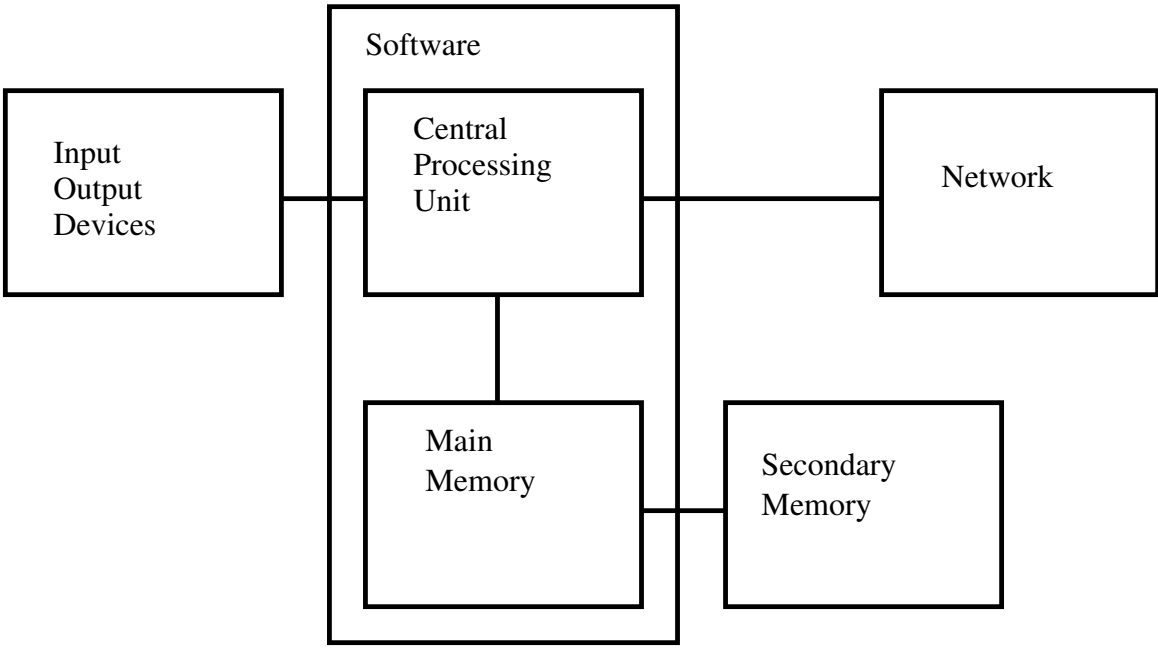 Software
Input
Output
Devices
Central
Processing
Unit
Network
Main
Memory
Secondary
Memory